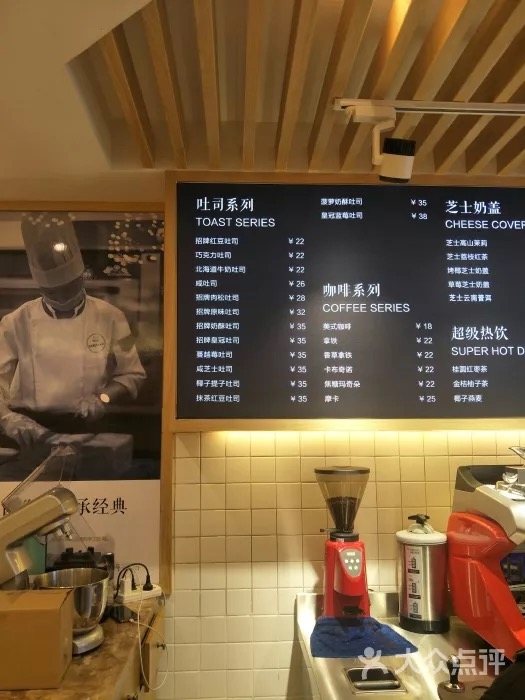 吐司系列
TOAST SERIES
招牌红豆吐司 ¥ 22
巧克力吐司 ¥ 22
北海道牛奶吐司 ¥ 22
咸吐司 ¥ 26
招牌肉松吐司 ¥ 28
招牌原味吐司 ¥ 32
招牌奶酥吐司 ¥ 35
招牌皇冠吐司 ¥ 35
蔓越莓吐司 ¥ 35
咸芝士吐司 ¥ 35
椰子提子吐司 ¥ 35
抹茶红豆吐司 ¥ 35
菠萝奶酥吐司 ¥ 35
皇冠蓝莓吐司 ¥ 38
咖啡系列
COFFEE SERIES
美式咖啡 ¥ 18
拿铁 ¥ 22
香草拿铁 ¥ 22
卡布奇诺 ¥ 22
焦糖玛奇朵 ¥ 22
摩卡 ¥ 25
芝士奶盖
CHEESE COVER
芝士高山茉莉
芝士荔枝红茶
烤椰芝士奶盖
草莓芝士奶盖
芝士云南普洱
超级热饮
SUPER HOT D
桂圆红枣茶
金桔柚子茶
椰子燕麦
承经典
大众点评